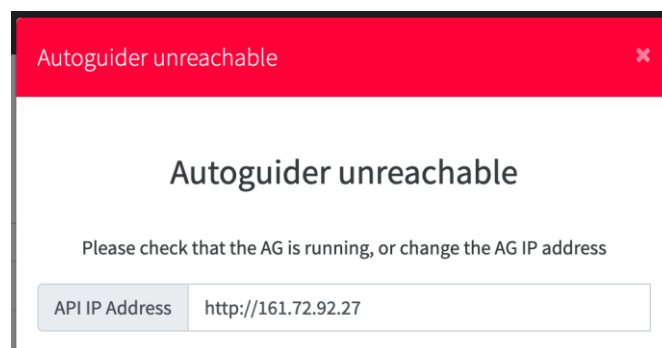 Autoguider unreachable ×
Autoguider unreachable
Please check that the AG is running, or change the AG IP address
API IP Address http://161.72.92.27